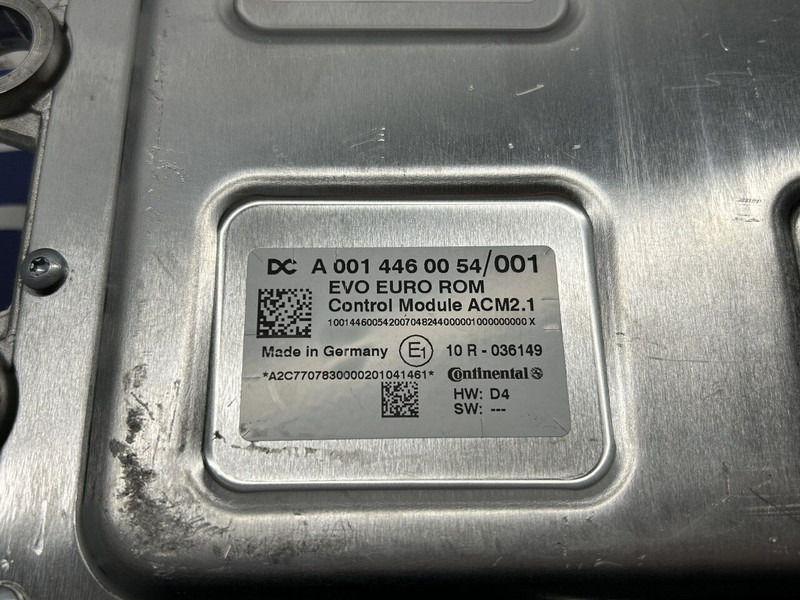 DC A 001 446 00 54/001
EVO EURO ROM
Control Module ACM2.1
100144600542007048244000001000000000 X
Made in Germany E1 10 R - 036149
*A2C7707830000201041461* Continental
HW: D4
SW: ---